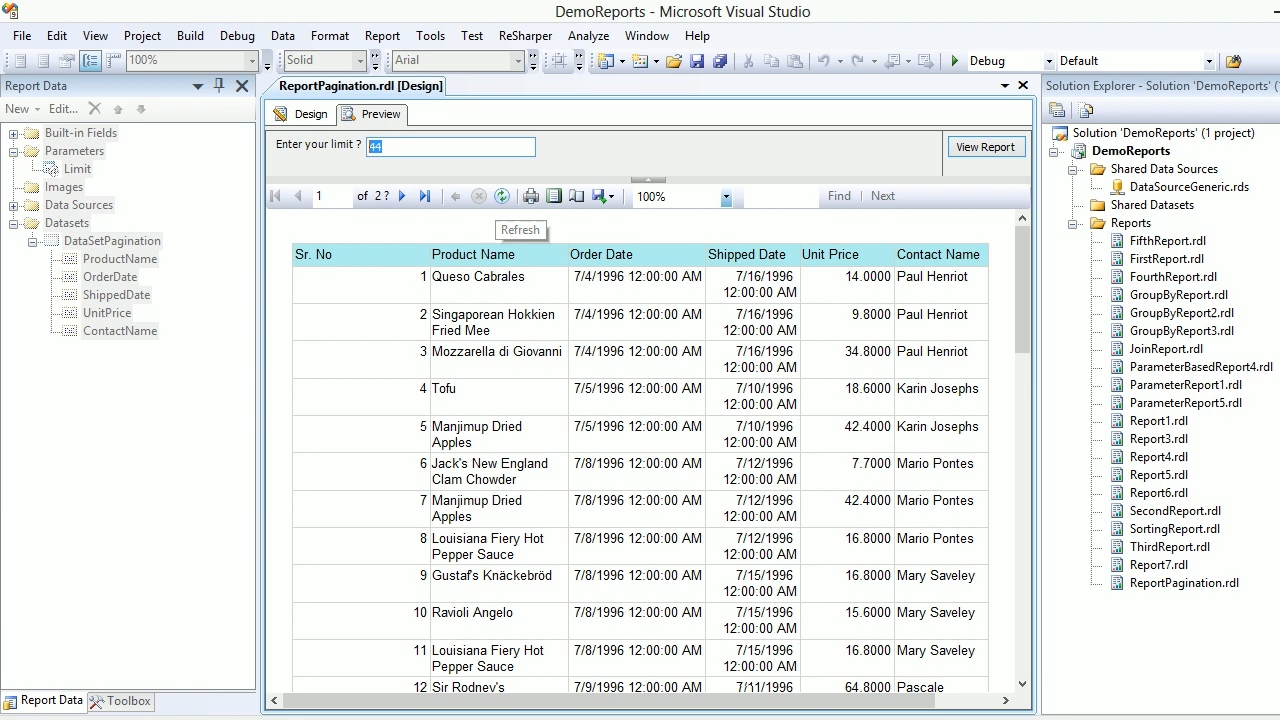 DemoReports - Microsoft Visual Studio
File Edit View Project Build Debug Data Format Report Tools Test ReSharper Analyze Window Help
100% Solid Arial Debug Default
Report Data
New Edit...
Built-in Fields
Parameters
Limit
Images
Data Sources
Datasets
DataSetPagination
ProductName
OrderDate
ShippedDate
UnitPrice
ContactName
Report Data Toolbox
ReportPagination.rdl [Design]
Design Preview
Enter your limit ? 44 View Report
1 of 2 ? 100% Find Next
Refresh
Sr. No Product Name Order Date Shipped Date Unit Price Contact Name
1 Queso Cabrales 7/4/1996 12:00:00 AM 7/16/1996 14.0000 Paul Henriot
12:00:00 AM
2 Singaporean Hokkien 7/4/1996 12:00:00 AM 7/16/1996 9.8000 Paul Henriot
Fried Mee 12:00:00 AM
3 Mozzarella di Giovanni 7/4/1996 12:00:00 AM 7/16/1996 34.8000 Paul Henriot
12:00:00 AM
4 Tofu 7/5/1996 12:00:00 AM 7/10/1996 18.6000 Karin Josephs
12:00:00 AM
5 Manjimup Dried 7/5/1996 12:00:00 AM 7/10/1996 42.4000 Karin Josephs
Apples 12:00:00 AM
6 Jack's New England 7/8/1996 12:00:00 AM 7/12/1996 7.7000 Mario Pontes
Clam Chowder 12:00:00 AM
7 Manjimup Dried 7/8/1996 12:00:00 AM 7/12/1996 42.4000 Mario Pontes
Apples 12:00:00 AM
8 Louisiana Fiery Hot 7/8/1996 12:00:00 AM 7/12/1996 16.8000 Mario Pontes
Pepper Sauce 12:00:00 AM
9 Gustaf's Knäckebröd 7/8/1996 12:00:00 AM 7/15/1996 16.8000 Mary Saveley
12:00:00 AM
10 Ravioli Angelo 7/8/1996 12:00:00 AM 7/15/1996 15.6000 Mary Saveley
12:00:00 AM
11 Louisiana Fiery Hot 7/8/1996 12:00:00 AM 7/15/1996 16.8000 Mary Saveley
Pepper Sauce 12:00:00 AM
12 Sir Rodney's 7/9/1996 12:00:00 AM 7/11/1996 64.8000 Pascale
Solution Explorer - Solution 'DemoReports' (1
Solution 'DemoReports' (1 project)
DemoReports
Shared Data Sources
DataSourceGeneric.rds
Shared Datasets
Reports
FifthReport.rdl
FirstReport.rdl
FourthReport.rdl
GroupByReport.rdl
GroupByReport2.rdl
GroupByReport3.rdl
JoinReport.rdl
ParameterBasedReport4.rdl
ParameterReport1.rdl
ParameterReport5.rdl
Report1.rdl
Report3.rdl
Report4.rdl
Report5.rdl
Report6.rdl
SecondReport.rdl
SortingReport.rdl
ThirdReport.rdl
Report7.rdl
ReportPagination.rdl